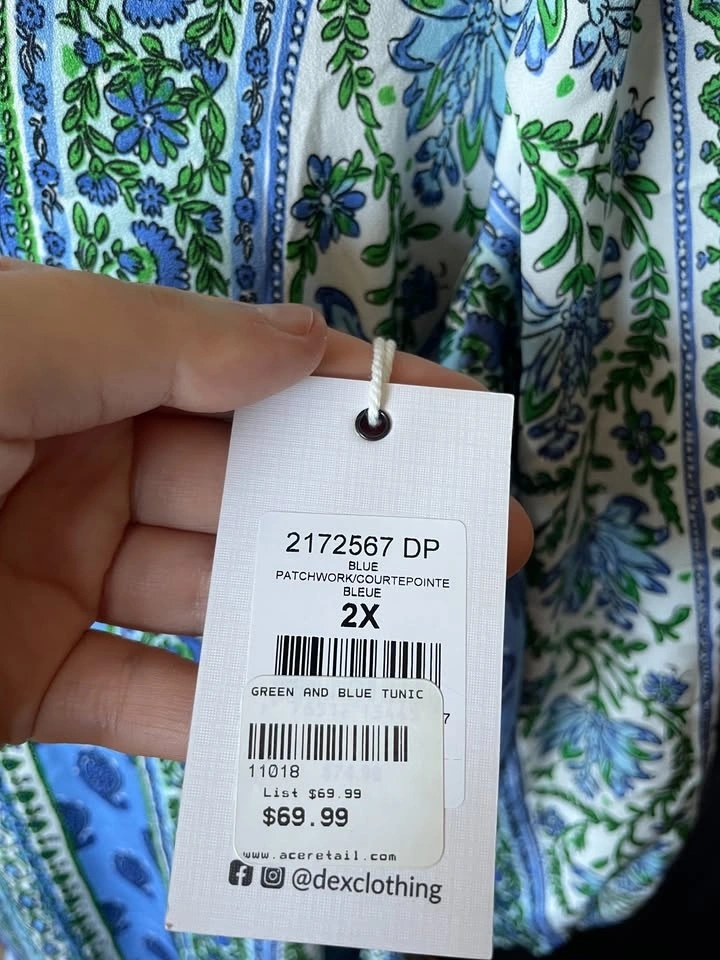 2172567 DP
BLUE
PATCHWORK/COURTEPOINTE
BLEUE
2X
7
GREEN AND BLUE TUNIC
11018
List $69.99
$69.99
www.aceretail.com
@dexclothing